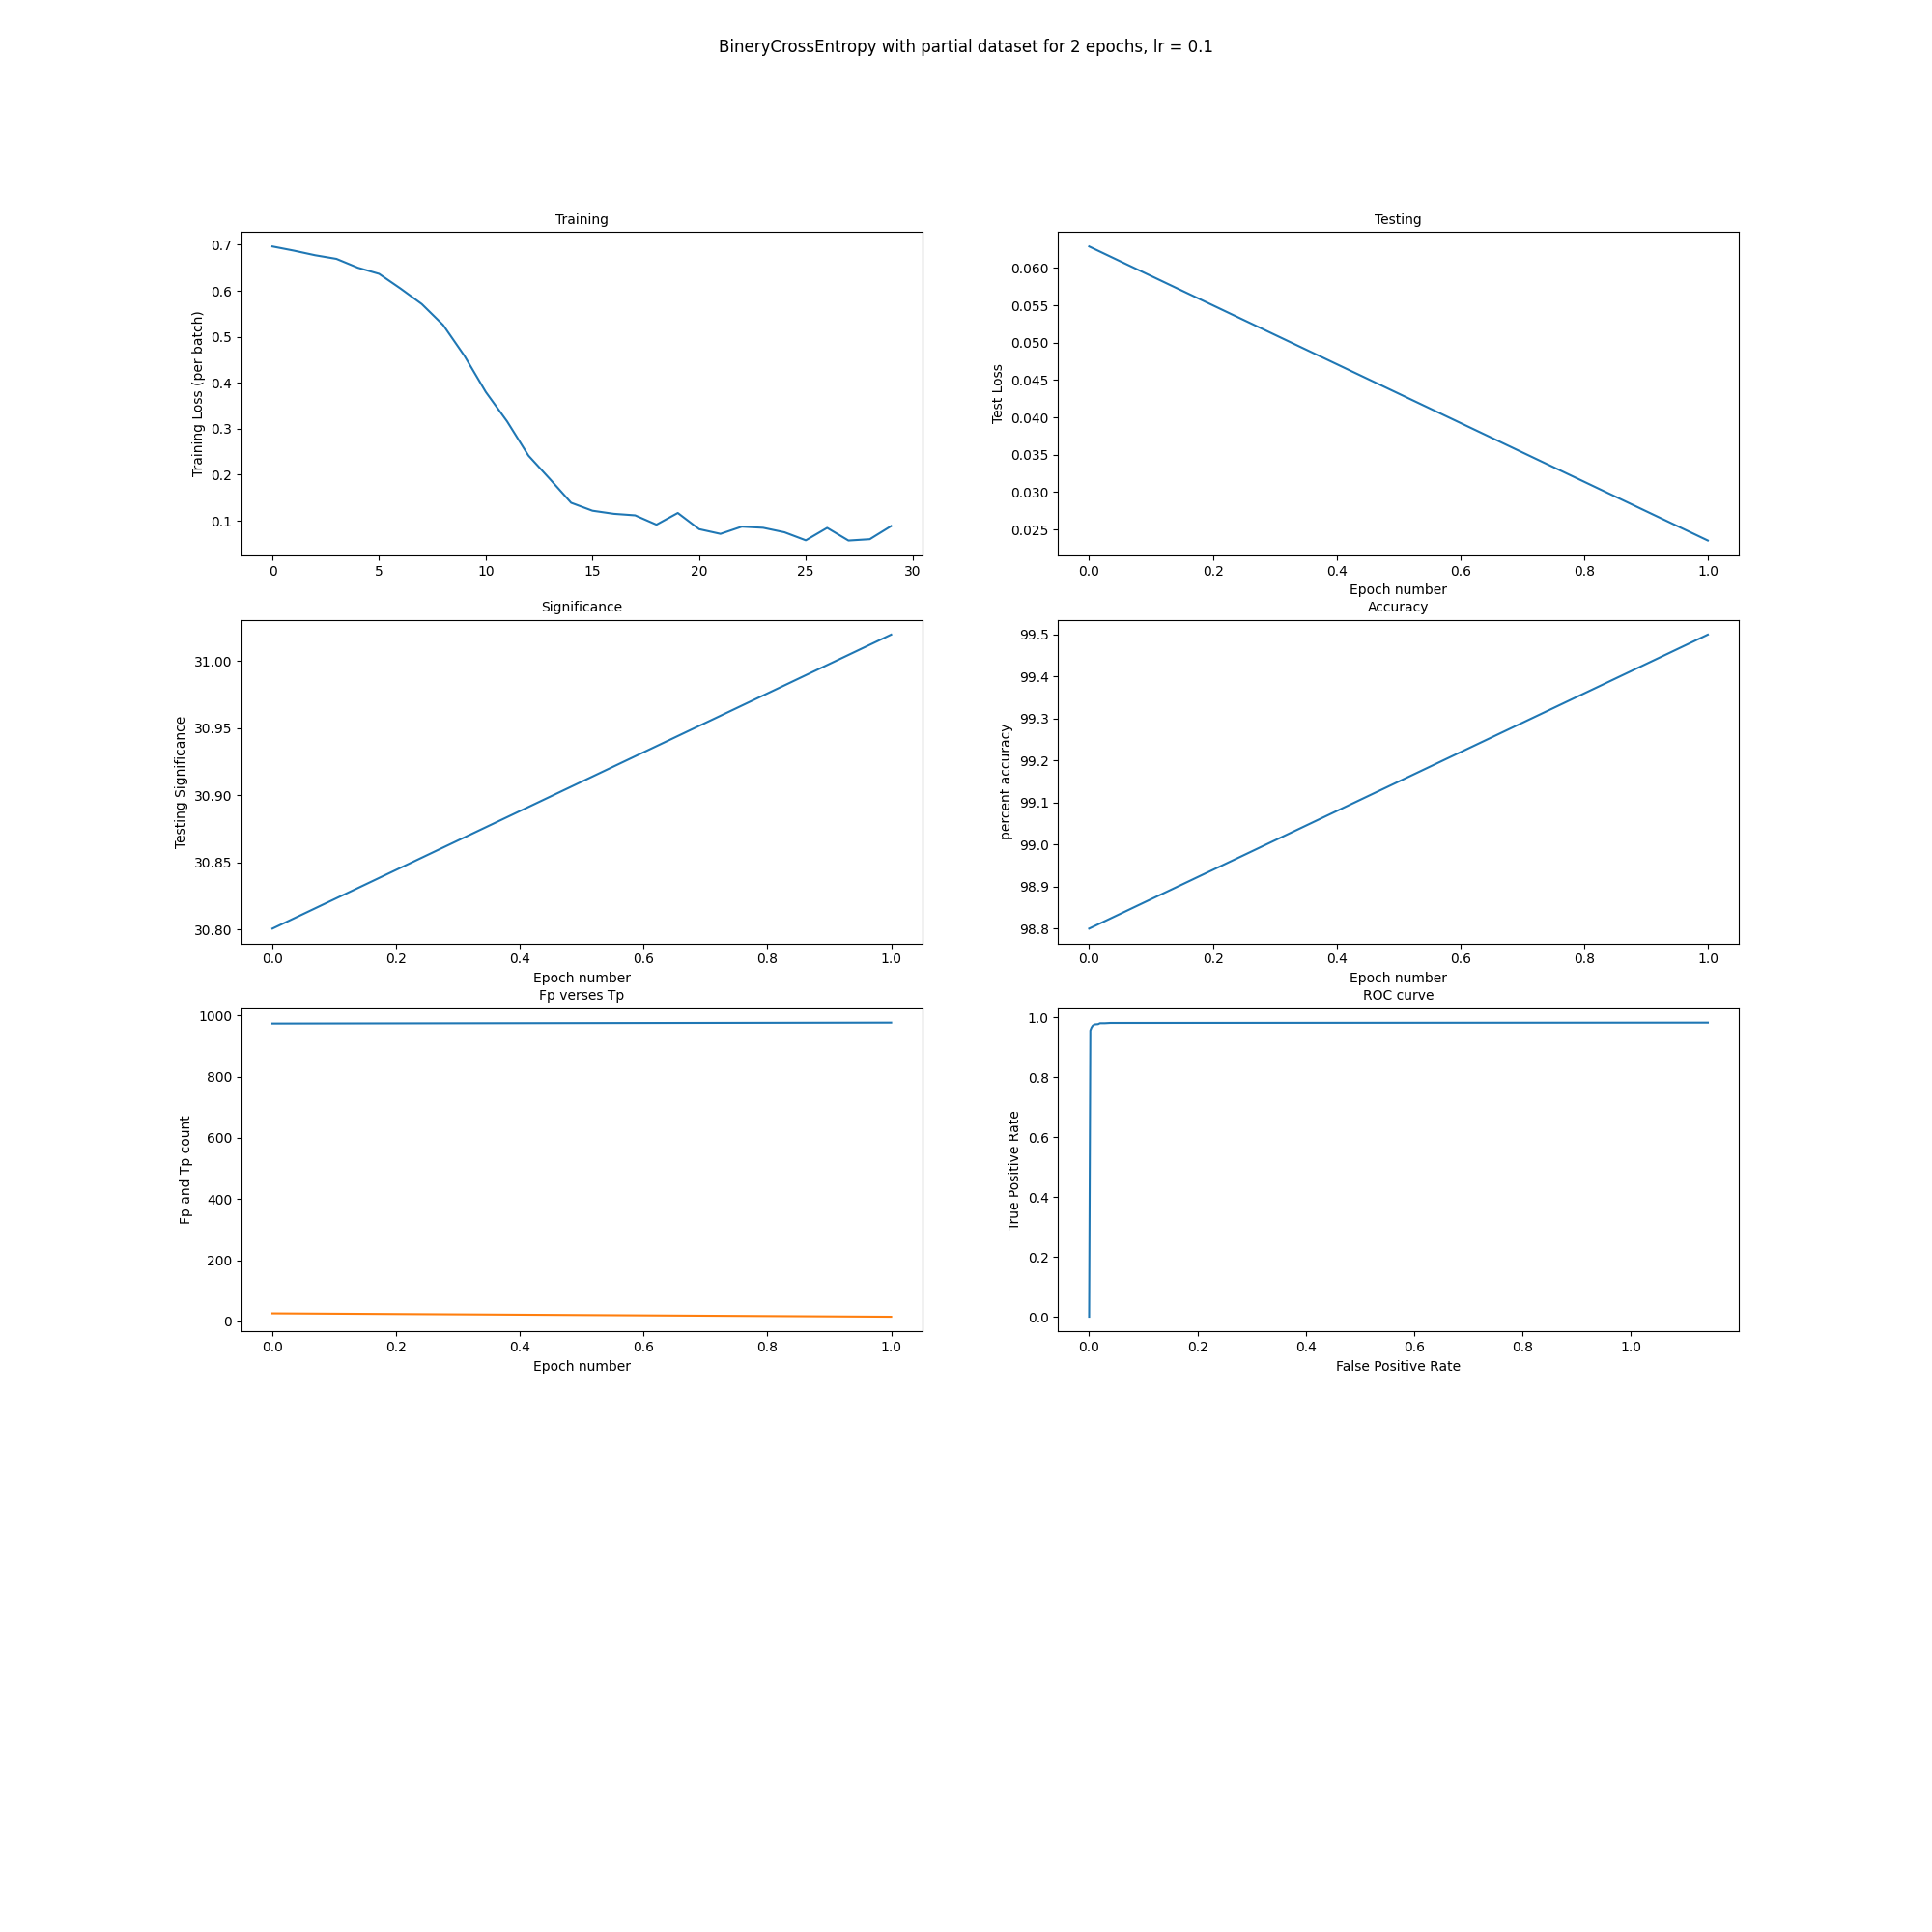 BineryCrossEntropy with partial dataset for 2 epochs, lr = 0.1
Training
Training Loss (per batch)
0.7
0.6
0.5
0.4
0.3
0.2
0.1
0 5 10 15 20 25 30
Testing
Test Loss
0.060
0.055
0.050
0.045
0.040
0.035
0.030
0.025
0.0 0.2 0.4 0.6 0.8 1.0
Epoch number
Significance
Testing Significance
31.00
30.95
30.90
30.85
30.80
0.0 0.2 0.4 0.6 0.8 1.0
Epoch number
Accuracy
percent accuracy
99.5
99.4
99.3
99.2
99.1
99.0
98.9
98.8
0.0 0.2 0.4 0.6 0.8 1.0
Epoch number
Fp verses Tp
Fp and Tp count
1000
800
600
400
200
0
0.0 0.2 0.4 0.6 0.8 1.0
Epoch number
ROC curve
True Positive Rate
1.0
0.8
0.6
0.4
0.2
0.0
0.0 0.2 0.4 0.6 0.8 1.0
False Positive Rate